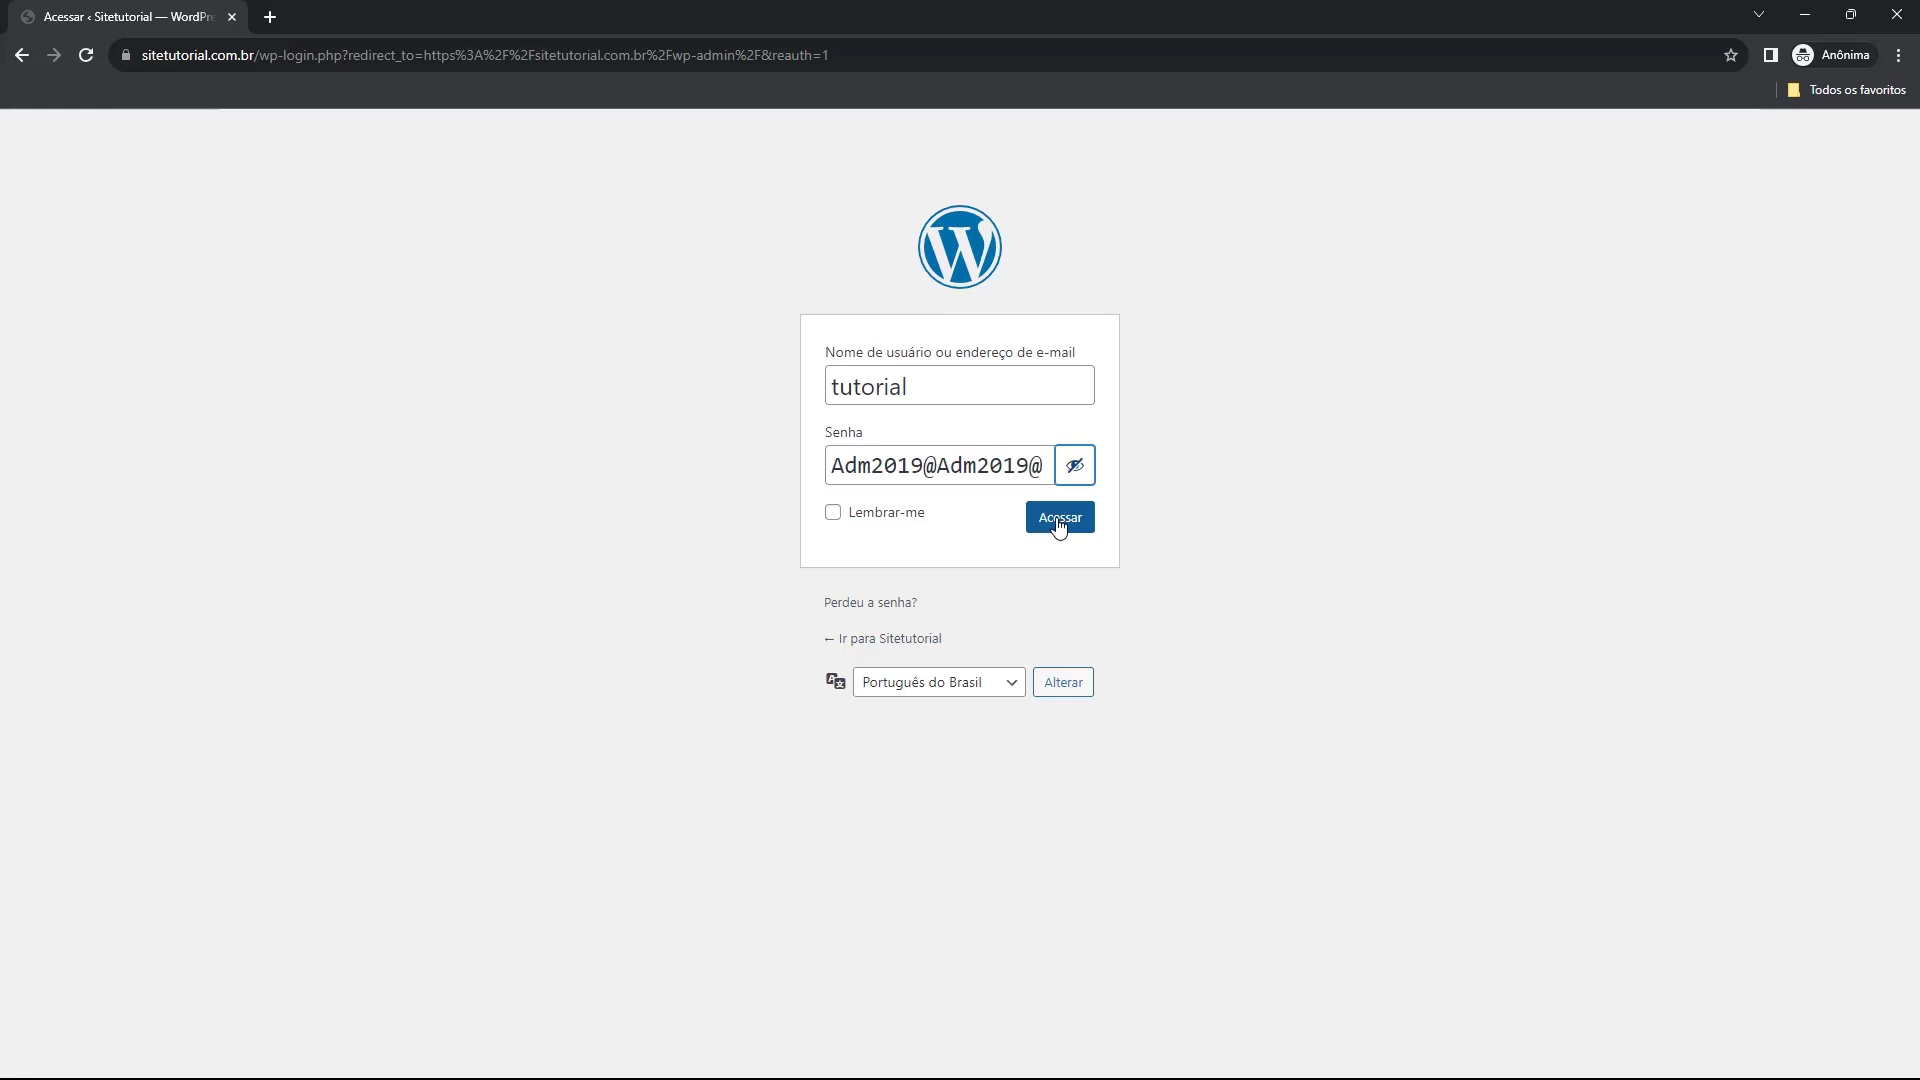 Acessar ‹ Sitetutorial — WordPre
sitetutorial.com.br/wp-login.php?redirect_to=https%3A%2F%2Fsitetutorial.com.br%2Fwp-admin%2F&reauth=1
Anônima
Todos os favoritos
Nome de usuário ou endereço de e-mail
tutorial
Senha
Adm2019@Adm2019@
Lembrar-me
Acessar
Perdeu a senha?
← Ir para Sitetutorial
Português do Brasil
Alterar